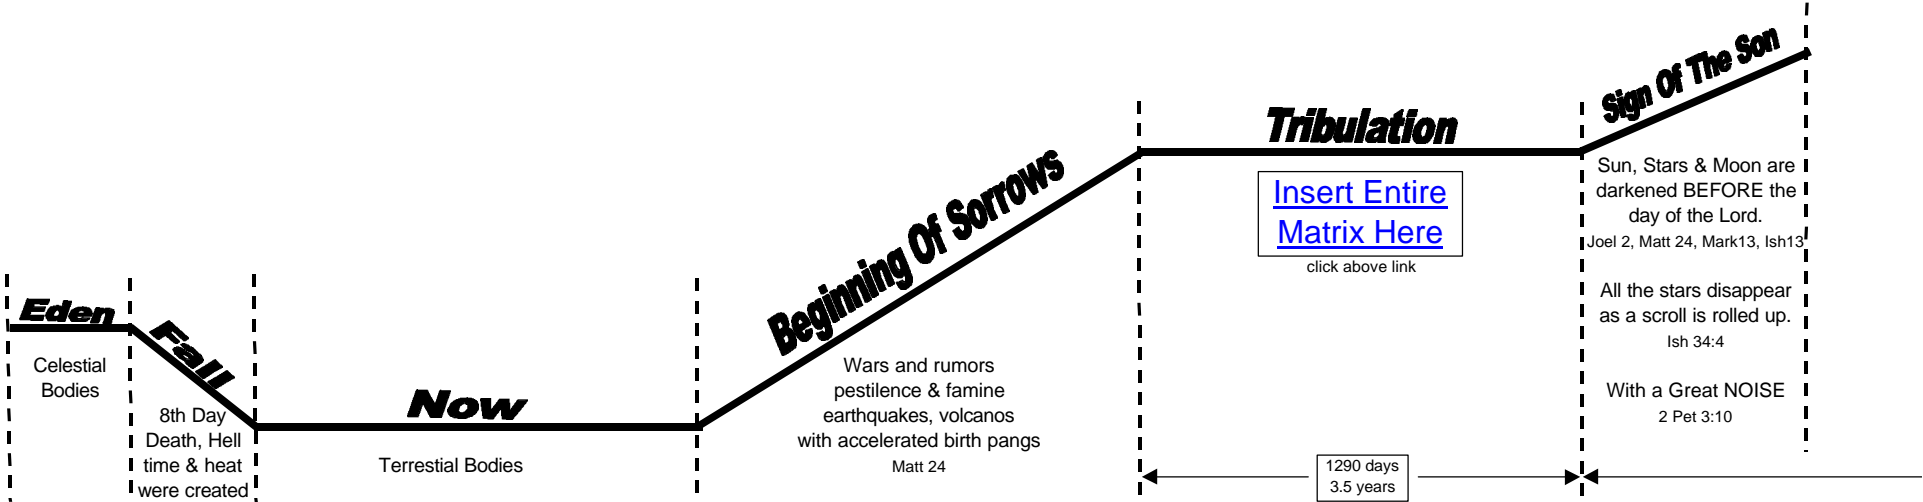 Eden
Celestial
Bodies
Fall
8th Day
Death, Hell
time & heat
were created
Now
Terrestial Bodies
Beginning Of Sorrows
Wars and rumors
pestilence & famine
earthquakes, volcanos
with accelerated birth pangs
Matt 24
Tribulation
Insert Entire
Matrix Here
click above link
1290 days
3.5 years
Sign Of The Son
Sun, Stars & Moon are
darkened BEFORE the
day of the Lord.
Joel 2, Matt 24, Mark13, Ish13
All the stars disappear
as a scroll is rolled up.
Ish 34:4
With a Great NOISE
2 Pet 3:10